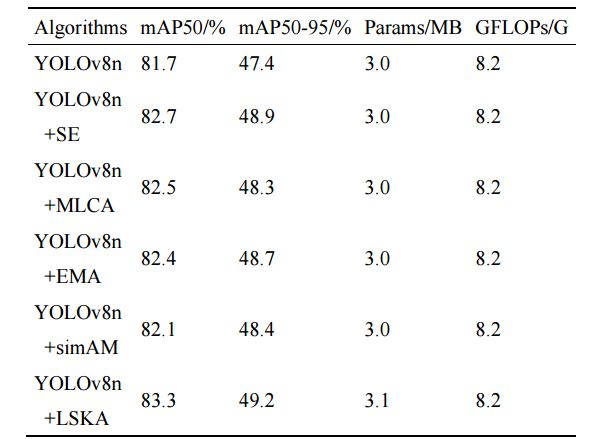 Algorithms mAP50/% mAP50-95/% Params/MB GFLOPs/G
YOLOv8n 81.7 47.4 3.0 8.2
YOLOv8n
+SE 82.7 48.9 3.0 8.2
YOLOv8n
+MLCA 82.5 48.3 3.0 8.2
YOLOv8n
+EMA 82.4 48.7 3.0 8.2
YOLOv8n
+simAM 82.1 48.4 3.0 8.2
YOLOv8n
+LSKA 83.3 49.2 3.1 8.2